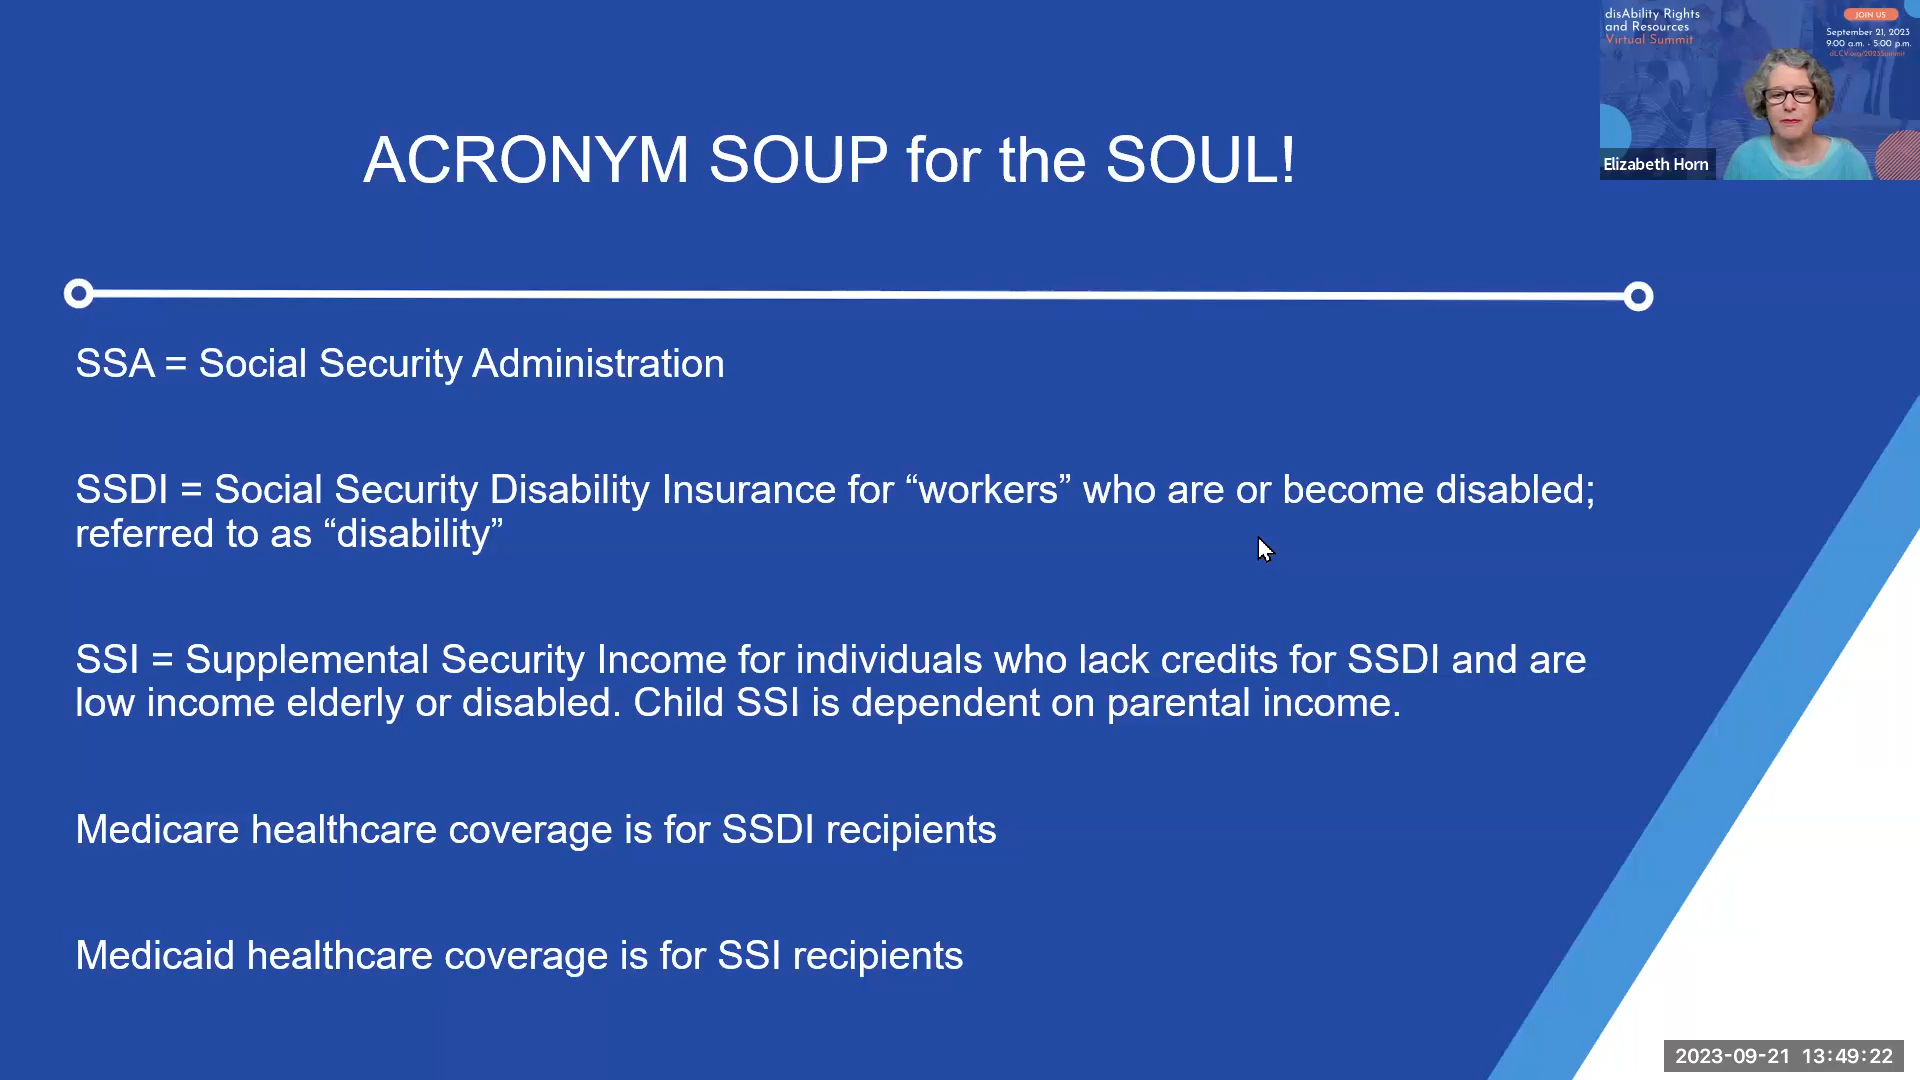 disAbility Rights
and Resources
Virtual Summit
JOIN US
September 21, 2023
9:00 a.m. - 5:00 p.m.
dLCV.org/2023Summit
Elizabeth Horn
ACRONYM SOUP for the SOUL!
SSA = Social Security Administration
SSDI = Social Security Disability Insurance for “workers” who are or become disabled;
referred to as “disability”
SSI = Supplemental Security Income for individuals who lack credits for SSDI and are
low income elderly or disabled. Child SSI is dependent on parental income.
Medicare healthcare coverage is for SSDI recipients
Medicaid healthcare coverage is for SSI recipients
2023-09-21 13:49:22